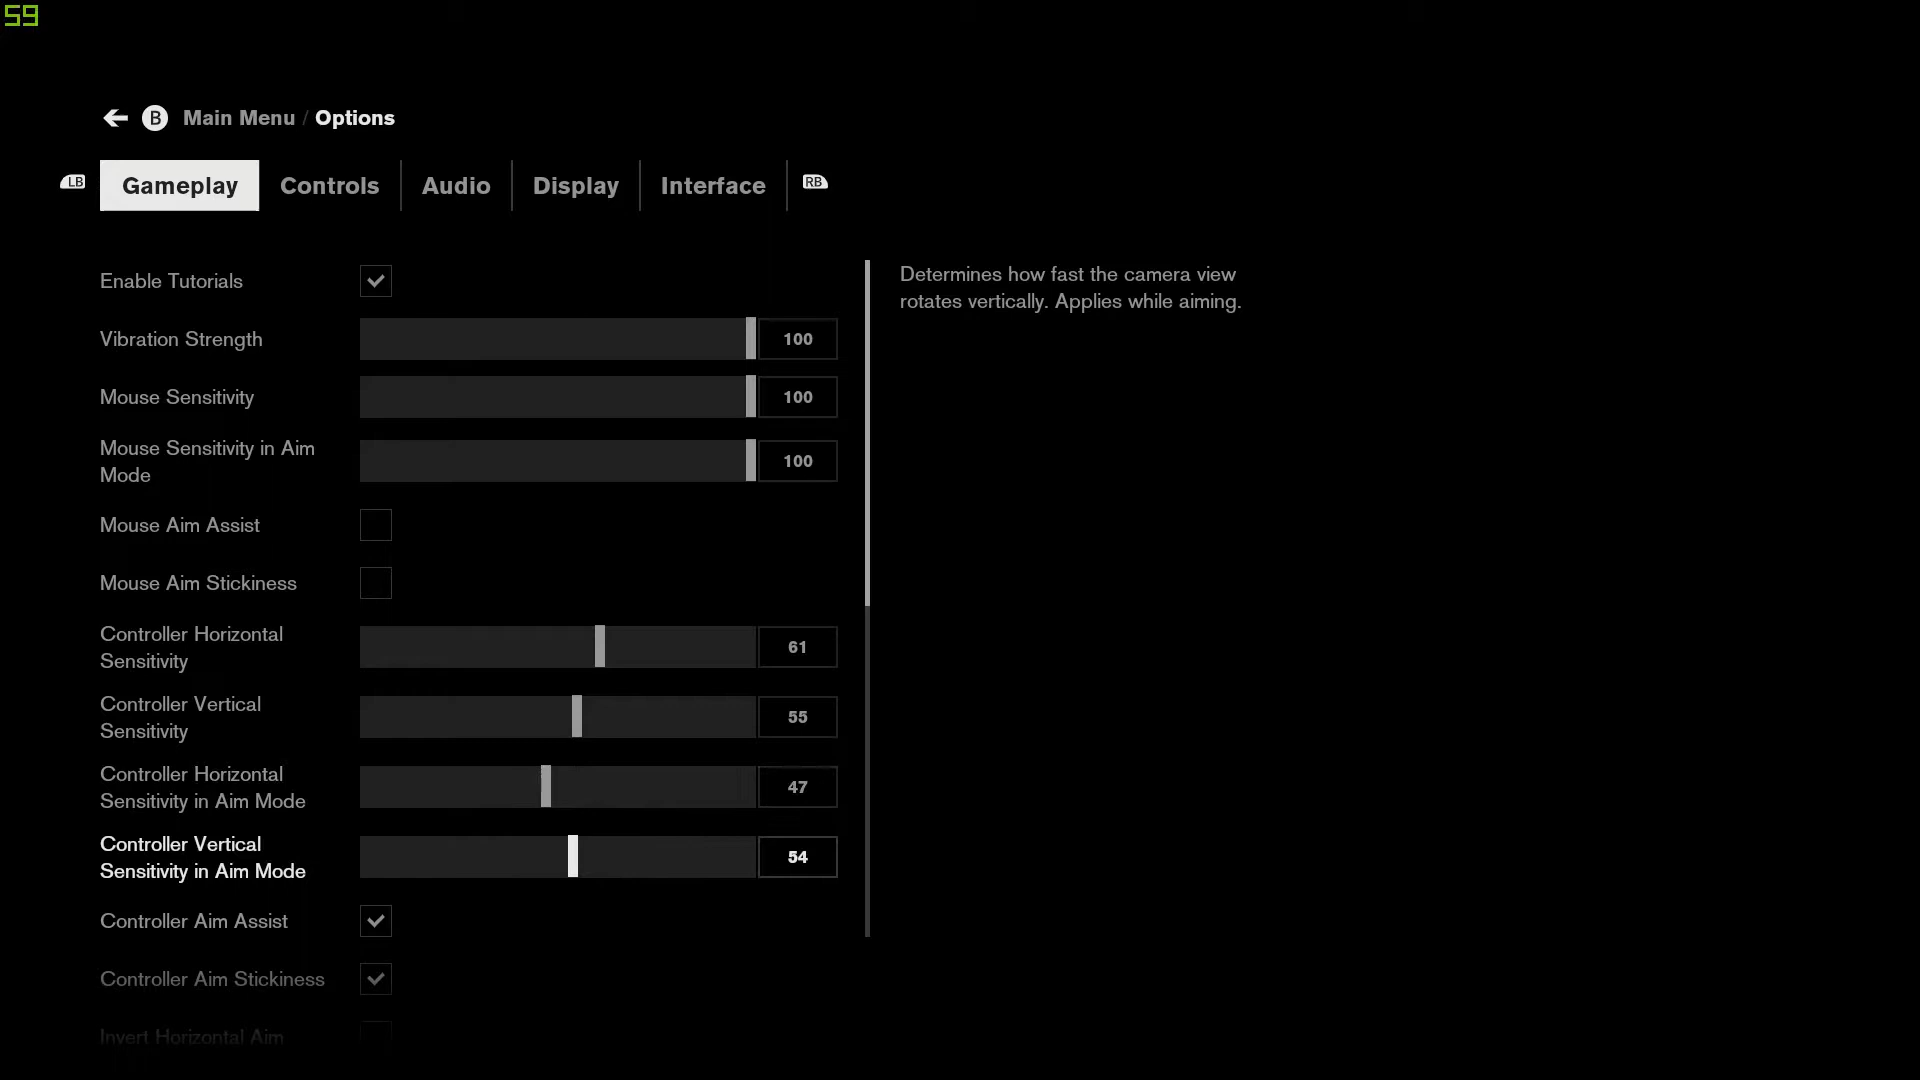 59
B Main Menu / Options
LB Gameplay Controls Audio Display Interface RB
Enable Tutorials
Determines how fast the camera view
rotates vertically. Applies while aiming.
Vibration Strength 100
Mouse Sensitivity 100
Mouse Sensitivity in Aim
Mode 100
Mouse Aim Assist
Mouse Aim Stickiness
Controller Horizontal
Sensitivity 61
Controller Vertical
Sensitivity 55
Controller Horizontal
Sensitivity in Aim Mode 47
Controller Vertical
Sensitivity in Aim Mode 54
Controller Aim Assist
Controller Aim Stickiness
Invert Horizontal Aim